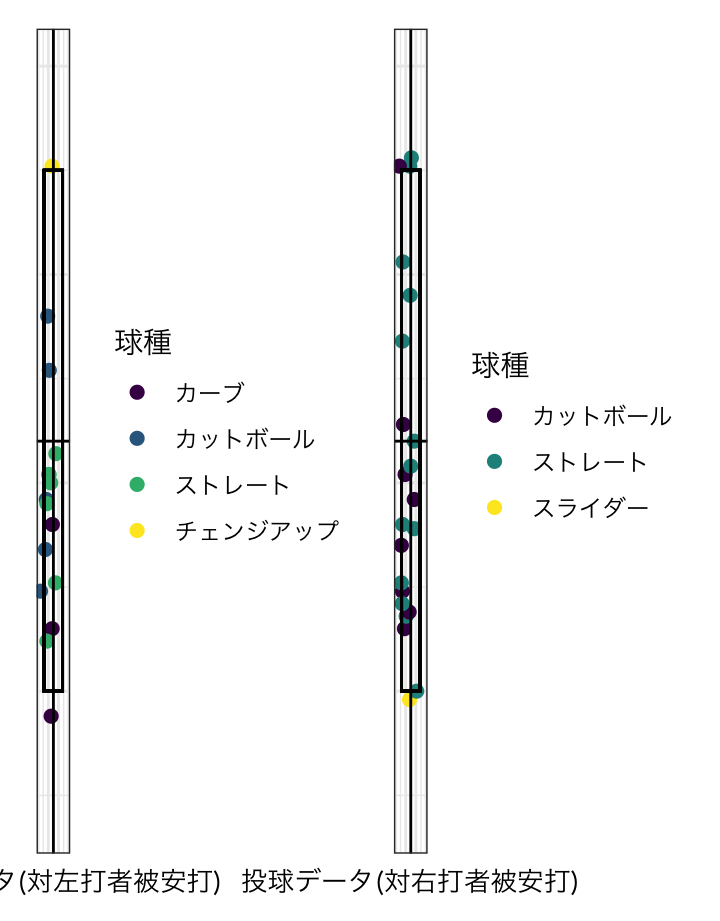 球種
カーブ
カットボール
ストレート
チェンジアップ
タ(対左打者被安打)
球種
カットボール
ストレート
スライダー
投球データ(対右打者被安打)